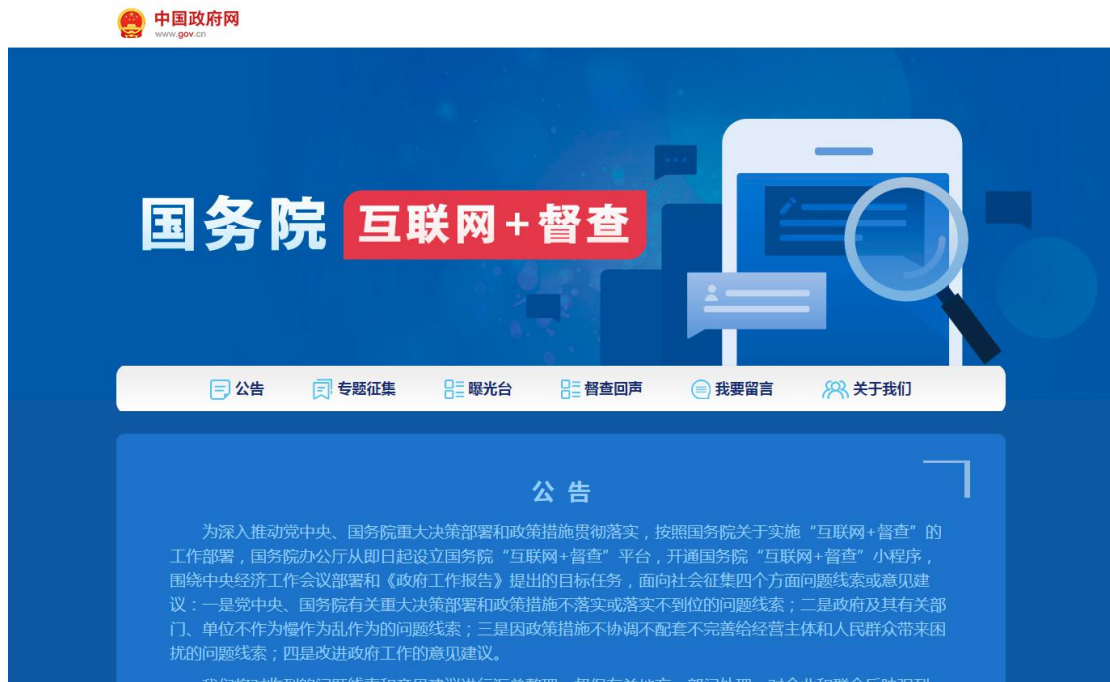 中国政府网
www.gov.cn
国务院 互联网+督查
公告 专题征集 曝光台 督查回声 我要留言 关于我们
公 告
为深入推动党中央、国务院重大决策部署和政策措施贯彻落实，按照国务院关于实施“互联网+督查”的
工作部署，国务院办公厅从即日起设立国务院“互联网+督查”平台，开通国务院“互联网+督查”小程序，
围绕中央经济工作会议部署和《政府工作报告》提出的目标任务，面向社会征集四个方面问题线索或意见建
议：一是党中央、国务院有关重大决策部署和政策措施不落实或落实不到位的问题线索；二是政府及其有关部
门、单位不作为慢作为乱作为的问题线索；三是因政策措施不协调不配套不完善给经营主体和人民群众带来困
扰的问题线索；四是改进政府工作的意见建议。